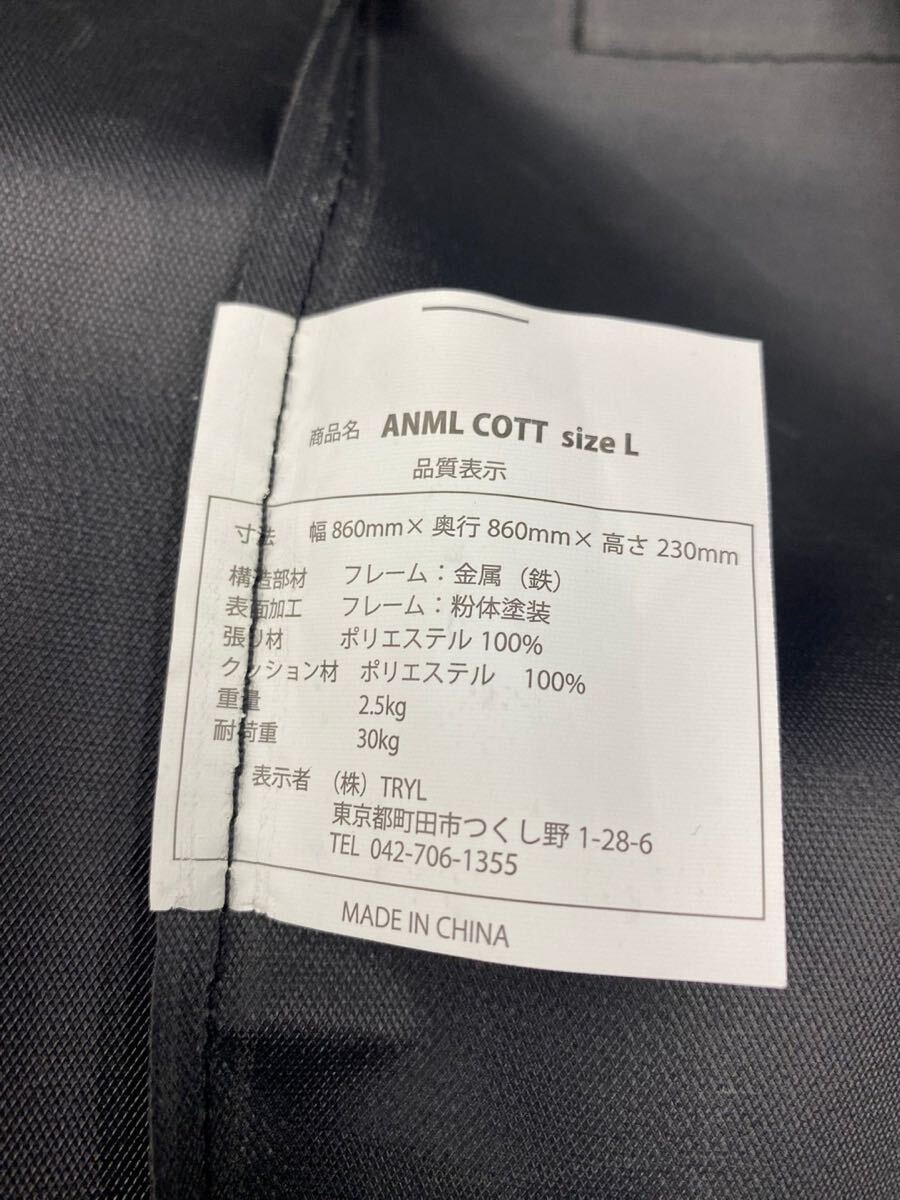 商品名 ANML COTT size L
品質表示
寸法 幅 860mm× 奥行 860mm× 高さ 230mm
構造部材 フレーム：金属（鉄）
表面加工 フレーム：粉体塗装
張り材 ポリエステル 100%
クッション材 ポリエステル 100%
重量 2.5kg
耐荷重 30kg
表示者 （株）TRYL
東京都町田市つくし野 1-28-6
TEL 042-706-1355
MADE IN CHINA